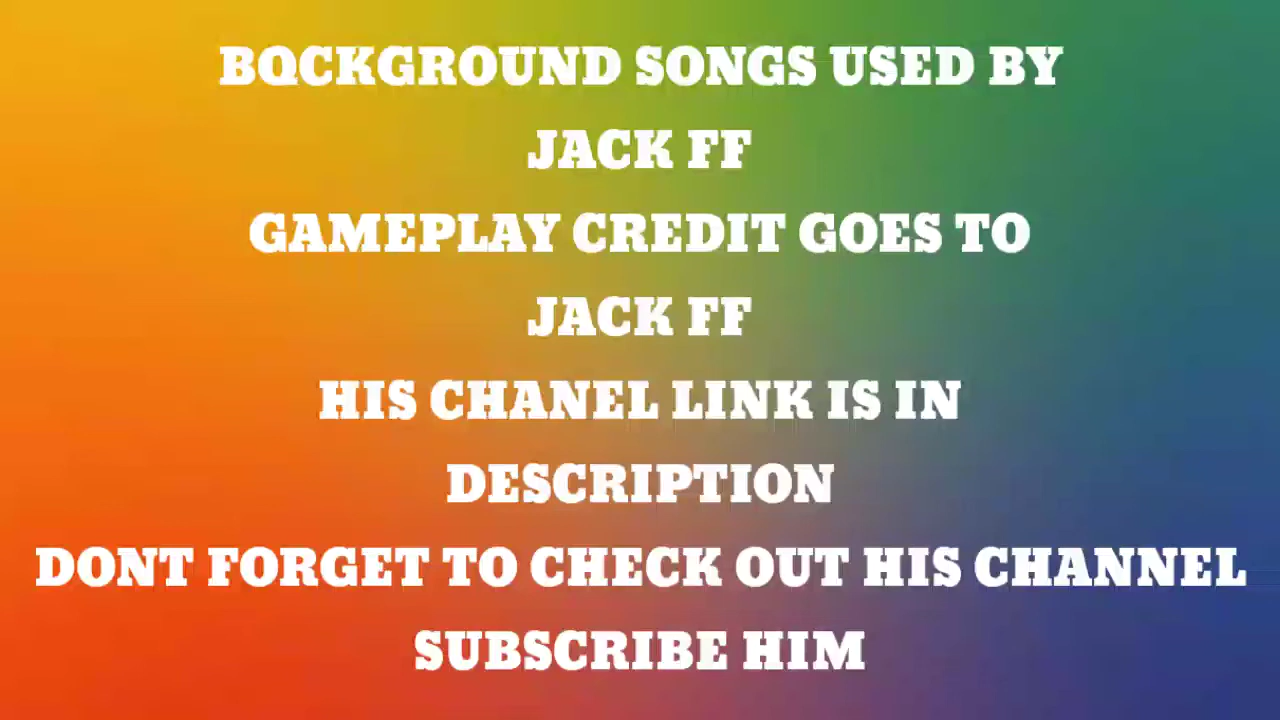 BQCKGROUND SONGS USED BY
JACK FF
GAMEPLAY CREDIT GOES TO
JACK FF
HIS CHANEL LINK IS IN
DESCRIPTION
DONT FORGET TO CHECK OUT HIS CHANNEL
SUBSCRIBE HIM